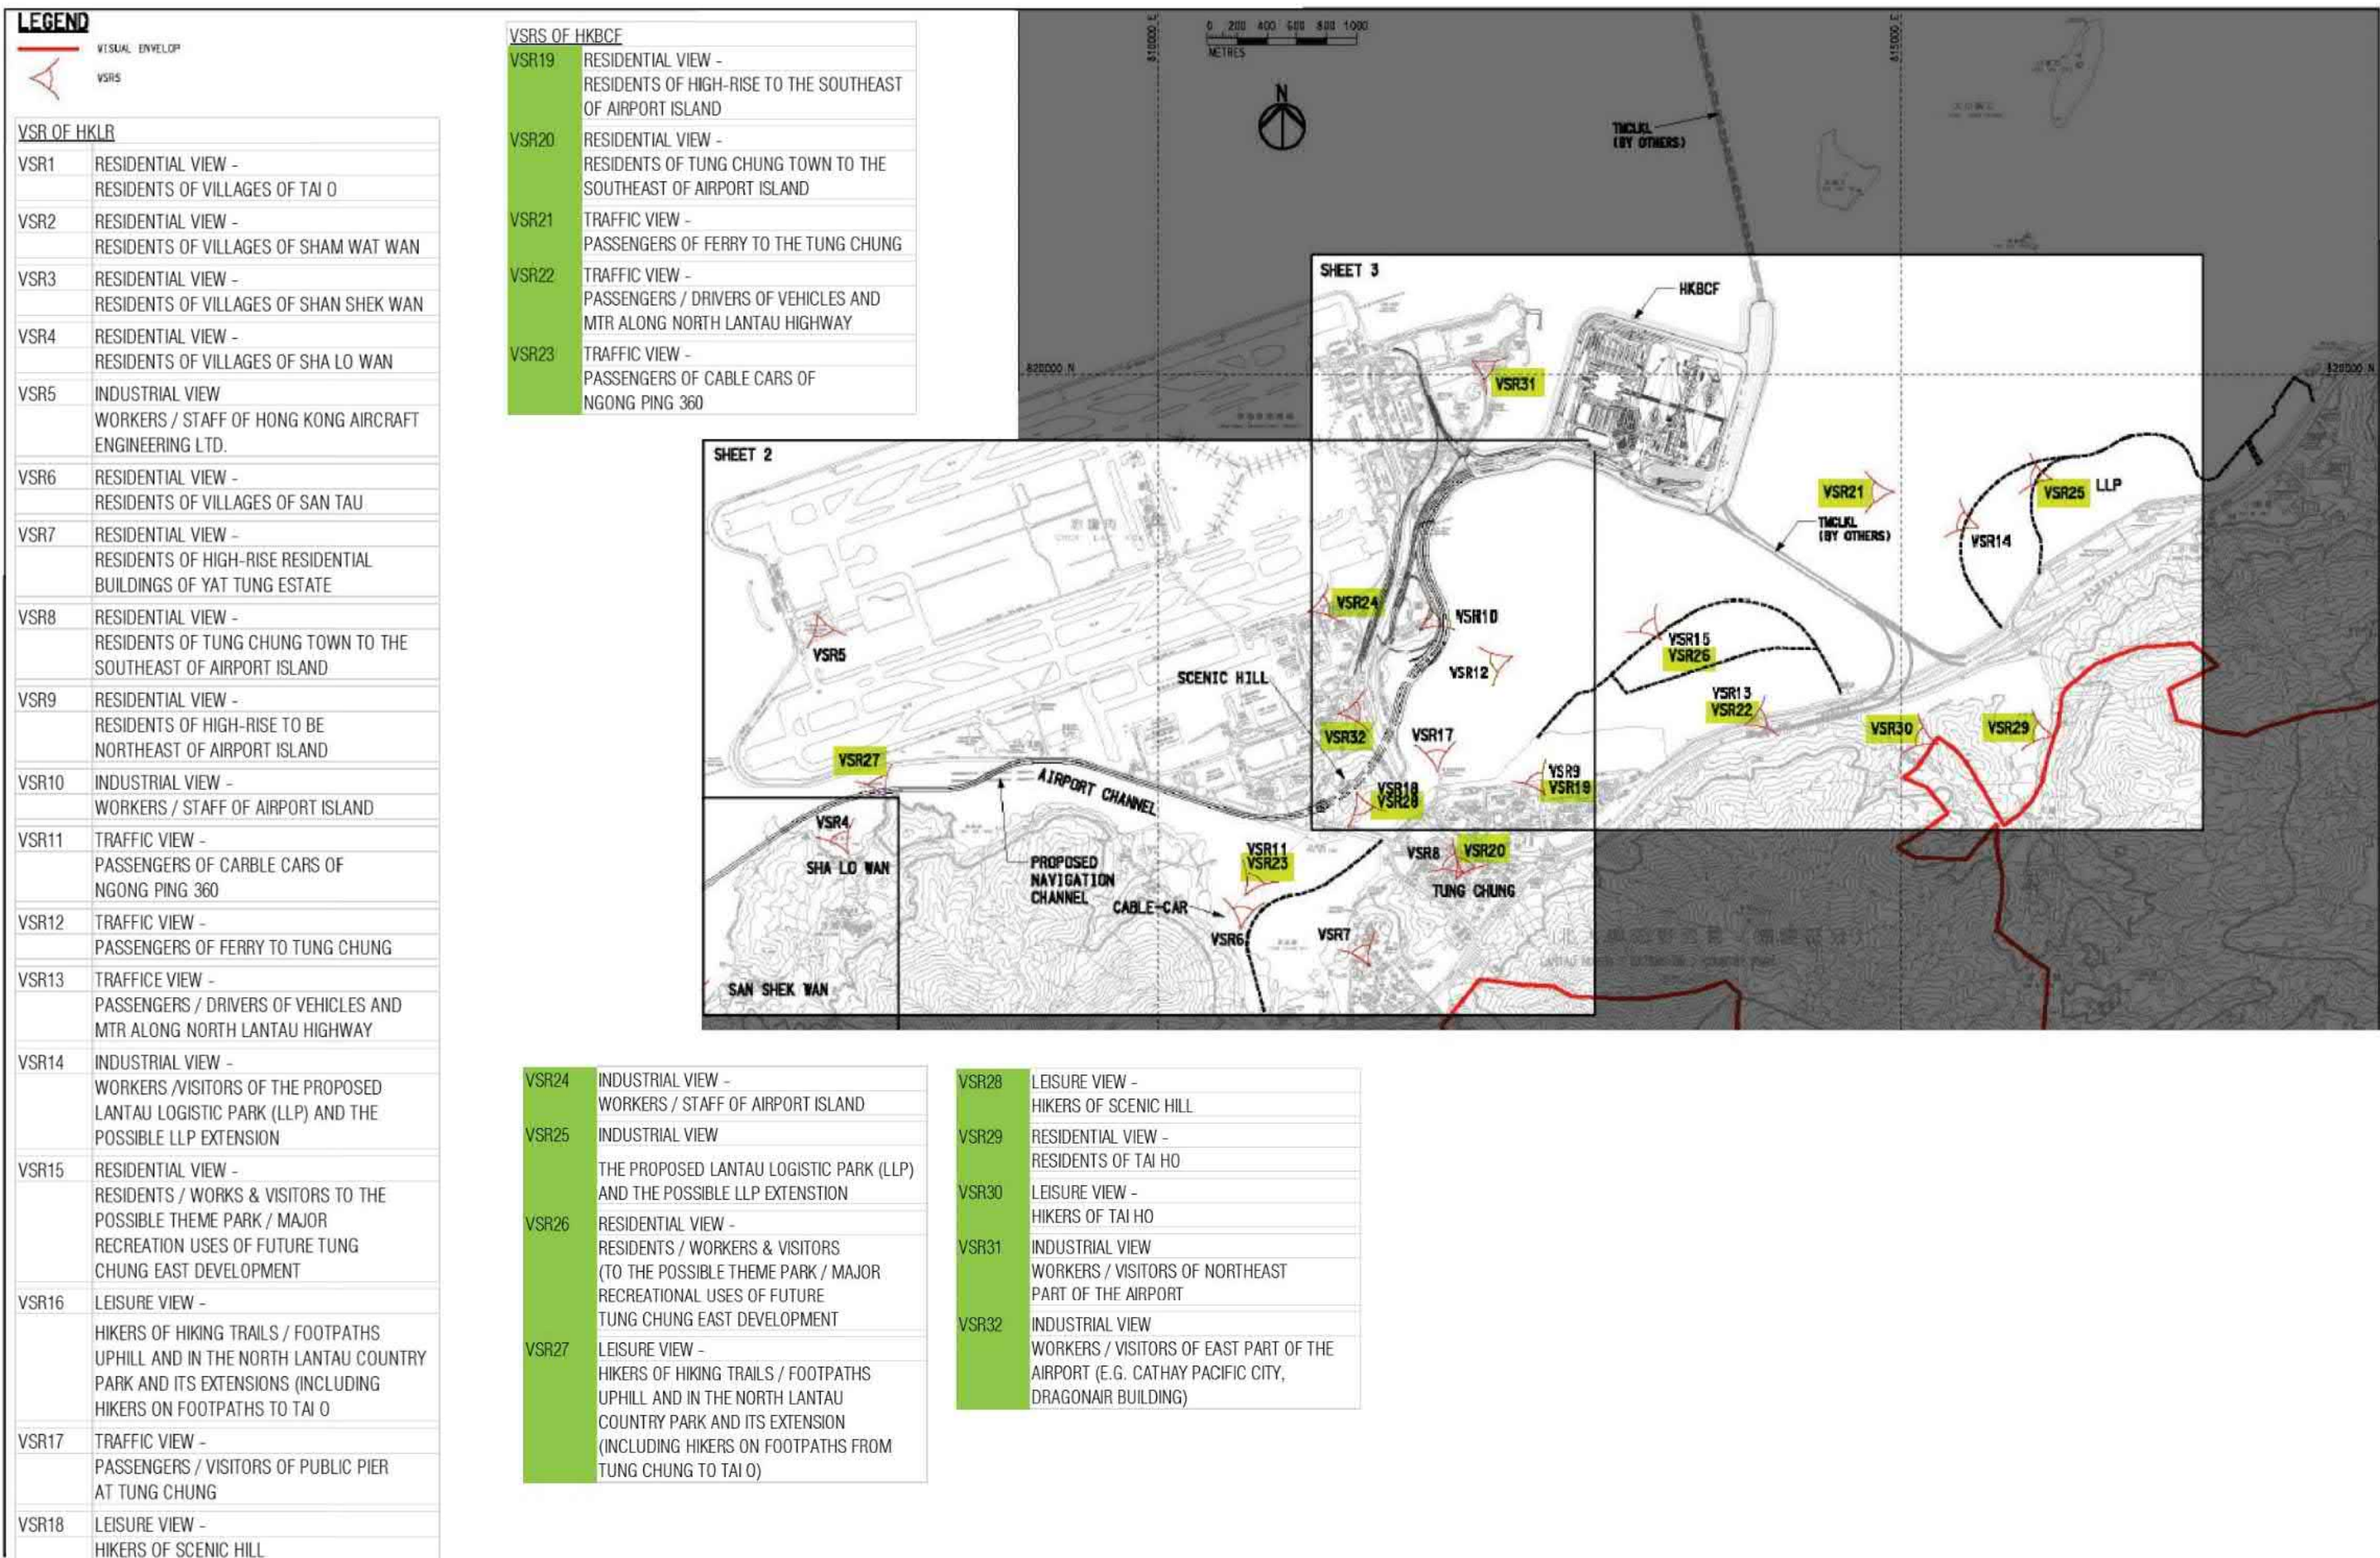 LEGEND
VISUAL ENVELOP
VSRS
VSR OF HKLR
VSR1 RESIDENTIAL VIEW -
RESIDENTS OF VILLAGES OF TAI O
VSR2 RESIDENTIAL VIEW -
RESIDENTS OF VILLAGES OF SHAM WAT WAN
VSR3 RESIDENTIAL VIEW -
RESIDENTS OF VILLAGES OF SHAN SHEK WAN
VSR4 RESIDENTIAL VIEW -
RESIDENTS OF VILLAGES OF SHA LO WAN
VSR5 INDUSTRIAL VIEW
WORKERS / STAFF OF HONG KONG AIRCRAFT
ENGINEERING LTD.
VSR6 RESIDENTIAL VIEW -
RESIDENTS OF VILLAGES OF SAN TAU
VSR7 RESIDENTIAL VIEW -
RESIDENTS OF HIGH-RISE RESIDENTIAL
BUILDINGS OF YAT TUNG ESTATE
VSR8 RESIDENTIAL VIEW -
RESIDENTS OF TUNG CHUNG TOWN TO THE
SOUTHEAST OF AIRPORT ISLAND
VSR9 RESIDENTIAL VIEW -
RESIDENTS OF HIGH-RISE TO BE
NORTHEAST OF AIRPORT ISLAND
VSR10 INDUSTRIAL VIEW -
WORKERS / STAFF OF AIRPORT ISLAND
VSR11 TRAFFIC VIEW -
PASSENGERS OF CARBLE CARS OF
NGONG PING 360
VSR12 TRAFFIC VIEW -
PASSENGERS OF FERRY TO TUNG CHUNG
VSR13 TRAFFICE VIEW -
PASSENGERS / DRIVERS OF VEHICLES AND
MTR ALONG NORTH LANTAU HIGHWAY
VSR14 INDUSTRIAL VIEW -
WORKERS /VISITORS OF THE PROPOSED
LANTAU LOGISTIC PARK (LLP) AND THE
POSSIBLE LLP EXTENSION
VSR15 RESIDENTIAL VIEW -
RESIDENTS / WORKS & VISITORS TO THE
POSSIBLE THEME PARK / MAJOR
RECREATION USES OF FUTURE TUNG
CHUNG EAST DEVELOPMENT
VSR16 LEISURE VIEW -
HIKERS OF HIKING TRAILS / FOOTPATHS
UPHILL AND IN THE NORTH LANTAU COUNTRY
PARK AND ITS EXTENSIONS (INCLUDING
HIKERS ON FOOTPATHS TO TAI O
VSR17 TRAFFIC VIEW -
PASSENGERS / VISITORS OF PUBLIC PIER
AT TUNG CHUNG
VSR18 LEISURE VIEW -
HIKERS OF SCENIC HILL
VSRS OF HKBCF
VSR19 RESIDENTIAL VIEW -
RESIDENTS OF HIGH-RISE TO THE SOUTHEAST
OF AIRPORT ISLAND
VSR20 RESIDENTIAL VIEW -
RESIDENTS OF TUNG CHUNG TOWN TO THE
SOUTHEAST OF AIRPORT ISLAND
VSR21 TRAFFIC VIEW -
PASSENGERS OF FERRY TO THE TUNG CHUNG
VSR22 TRAFFIC VIEW -
PASSENGERS / DRIVERS OF VEHICLES AND
MTR ALONG NORTH LANTAU HIGHWAY
VSR23 TRAFFIC VIEW -
PASSENGERS OF CABLE CARS OF
NGONG PING 360
810000 E
0 200 400 600 800 1000
METRES
N
815000 E
TMCLKL
(BY OTHERS)
SHEET 3
HKBCF
820000 N
820000 N
VSR31
SHEET 2
VSR21
VSR25
LLP
TMCLKL
(BY OTHERS)
VSR14
VSR24
VSR10
VSR5
VSR15
VSR26
SCENIC HILL
VSR12
VSR13
VSR22
VSR32
VSR17
VSR30
VSR29
VSR27
AIRPORT CHANNEL
VSR9
VSR19
VSR18
VSR28
VSR4
SHA LO WAN
PROPOSED
NAVIGATION
CHANNEL
VSR11
VSR23
VSR8
VSR20
TUNG CHUNG
CABLE-CAR
VSR6
VSR7
SAN SHEK WAN
VSR24 INDUSTRIAL VIEW -
WORKERS / STAFF OF AIRPORT ISLAND
VSR25 INDUSTRIAL VIEW
THE PROPOSED LANTAU LOGISTIC PARK (LLP)
AND THE POSSIBLE LLP EXTENSTION
VSR26 RESIDENTIAL VIEW -
RESIDENTS / WORKERS & VISITORS
(TO THE POSSIBLE THEME PARK / MAJOR
RECREATIONAL USES OF FUTURE
TUNG CHUNG EAST DEVELOPMENT
VSR27 LEISURE VIEW -
HIKERS OF HIKING TRAILS / FOOTPATHS
UPHILL AND IN THE NORTH LANTAU
COUNTRY PARK AND ITS EXTENSION
(INCLUDING HIKERS ON FOOTPATHS FROM
TUNG CHUNG TO TAI O)
VSR28 LEISURE VIEW -
HIKERS OF SCENIC HILL
VSR29 RESIDENTIAL VIEW -
RESIDENTS OF TAI HO
VSR30 LEISURE VIEW -
HIKERS OF TAI HO
VSR31 INDUSTRIAL VIEW
WORKERS / VISITORS OF NORTHEAST
PART OF THE AIRPORT
VSR32 INDUSTRIAL VIEW
WORKERS / VISITORS OF EAST PART OF THE
AIRPORT (E.G. CATHAY PACIFIC CITY,
DRAGONAIR BUILDING)